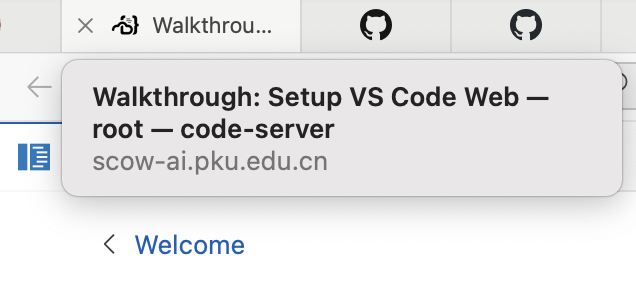 Walkthrou...
Walkthrough: Setup VS Code Web —
root — code-server
scow-ai.pku.edu.cn
Welcome